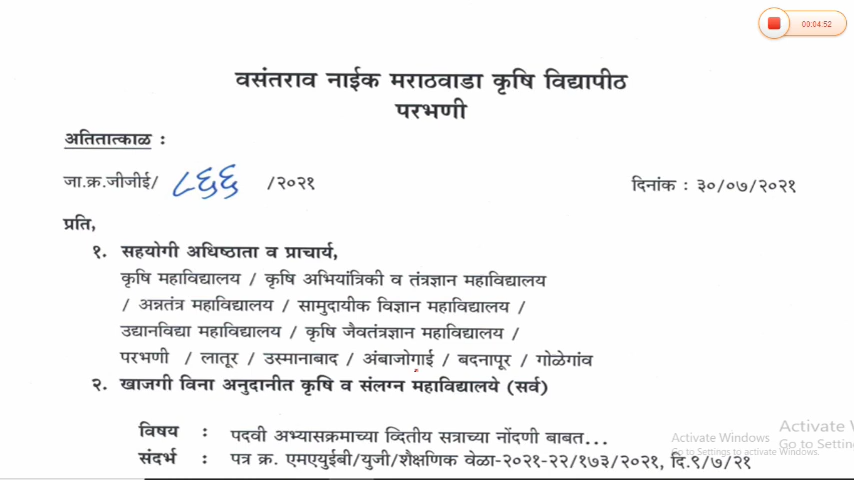 00:04:52
वसंतराव नाईक मराठवाडा कृषि विद्यापीठ
परभणी
अतितात्काळ :
जा.क्र.जीजीई/ ८६६ /२०२१ दिनांक : ३०/०७/२०२१
प्रति,
१. सहयोगी अधिष्ठाता व प्राचार्य,
कृषि महाविद्यालय / कृषि अभियांत्रिकी व तंत्रज्ञान महाविद्यालय
/ अन्नतंत्र महाविद्यालय / सामुदायीक विज्ञान महाविद्यालय /
उद्यानविद्या महाविद्यालय / कृषि जैवतंत्रज्ञान महाविद्यालय /
परभणी / लातूर / उस्मानाबाद / अंबाजोगाई / बदनापूर / गोळेगांव
२. खाजगी विना अनुदानीत कृषि व संलग्न महाविद्यालये (सर्व)
विषय : पदवी अभ्यासक्रमाच्या व्दितीय सत्राच्या नोंदणी बाबत...
संदर्भ : पत्र क्र. एमएयुईबी/युजी/शैक्षणिक वेळा-२०२१-२२/१७३/२०२१, दि.९/७/२१
Activate Windows
Go to Settings to activate Windows.
Activate
Go to Settin